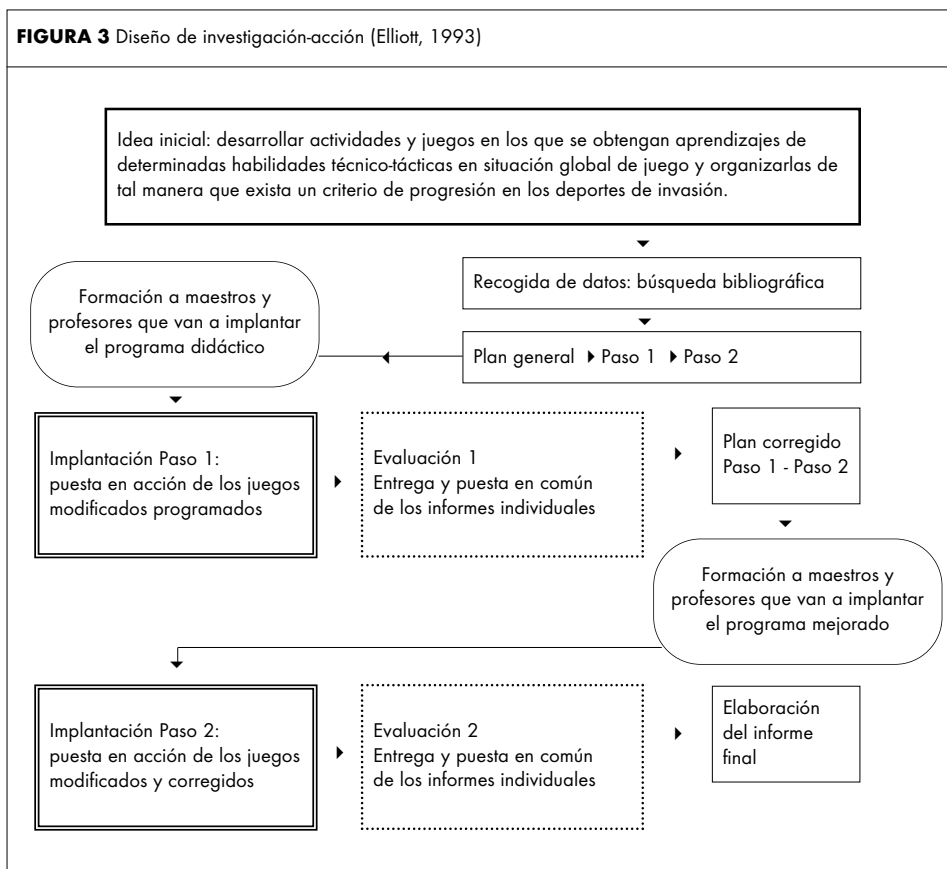 FIGURA 3 Diseño de investigación-acción (Elliott, 1993)
Idea inicial: desarrollar actividades y juegos en los que se obtengan aprendizajes de
determinadas habilidades técnico-tácticas en situación global de juego y organizarlas de
tal manera que exista un criterio de progresión en los deportes de invasión.
Recogida de datos: búsqueda bibliográfica
Formación a maestros y
profesores que van a implantar
el programa didáctico
Plan general Paso 1 Paso 2
Implantación Paso 1:
puesta en acción de los juegos
modificados programados
Evaluación 1
Entrega y puesta en común
de los informes individuales
Plan corregido
Paso 1 - Paso 2
Formación a maestros y
profesores que van a implantar
el programa mejorado
Implantación Paso 2:
puesta en acción de los juegos
modificados y corregidos
Evaluación 2
Entrega y puesta en común
de los informes individuales
Elaboración
del informe
final